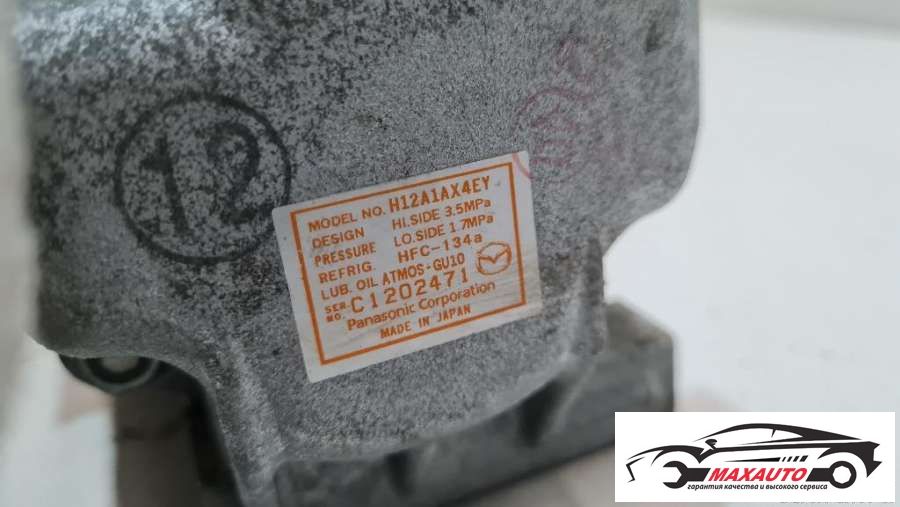 12
MODEL NO. H12A1AX4EY
DESIGN HI.SIDE 3.5MPa
PRESSURE LO.SIDE 1.7MPa
REFRIG. HFC-134a
LUB. OIL ATMOS-GU10
SER. NO. C1202471
Panasonic Corporation
MADE IN JAPAN
MAXAUTO
гарантия качества и высокого сервиса